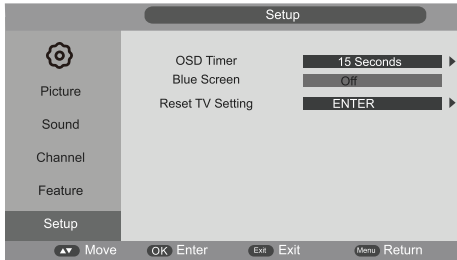 Setup
OSD Timer 15 Seconds
Blue Screen Off
Reset TV Setting ENTER
Picture
Sound
Channel
Feature
Setup
Move OK Enter Exit Exit Menu Return